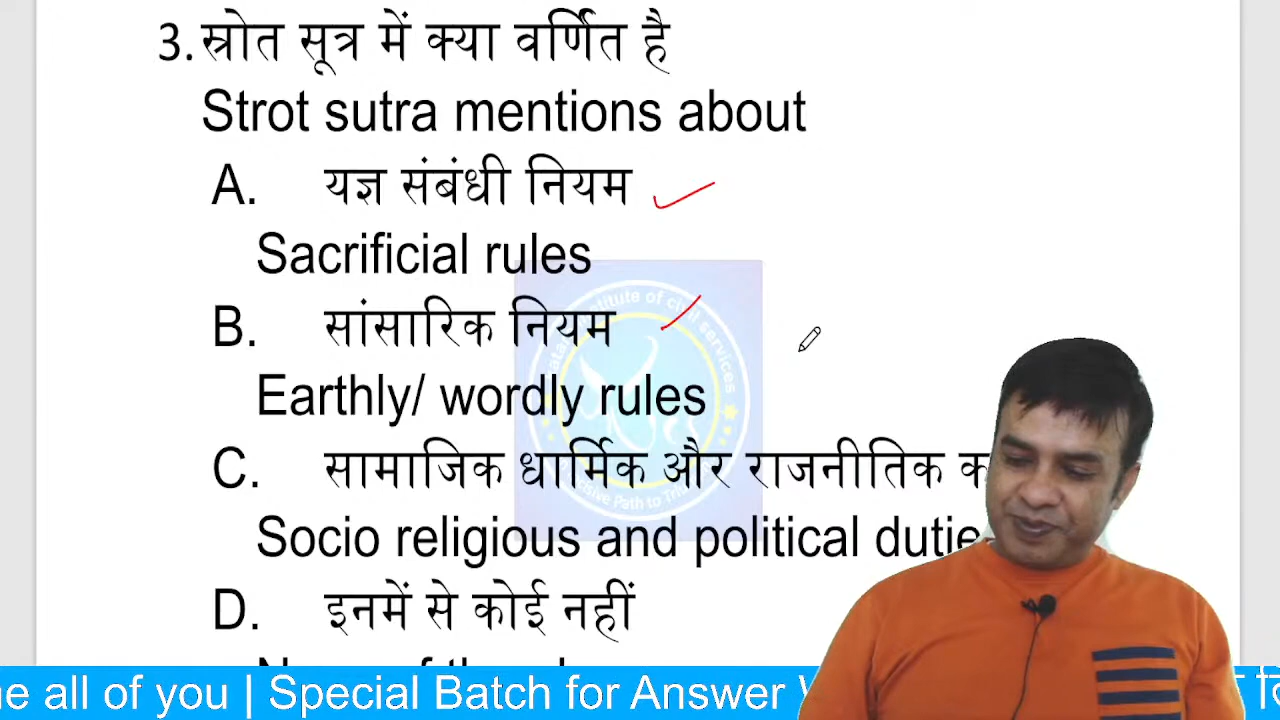 3. स्रोत सूत्र में क्या वर्णित है
Strot sutra mentions about
A. यज्ञ संबंधी नियम
Sacrificial rules
B. सांसारिक नियम
Earthly/ wordly rules
C. सामाजिक धार्मिक और राजनीतिक
Socio religious and political
D. इनमें से कोई नहीं
all of you | Special Batch for Answer